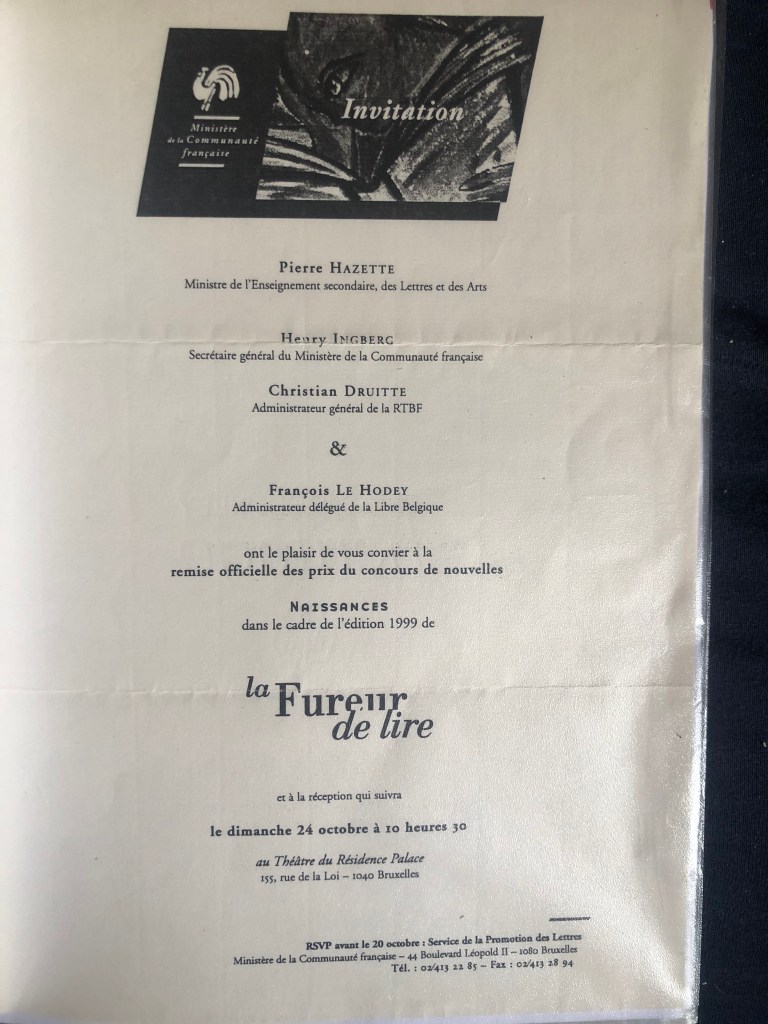 Ministère
de la Communauté
française
Invitation
Pierre HAZETTE
Ministre de l'Enseignement secondaire, des Lettres et des Arts
Henry INGBERG
Secrétaire général du Ministère de la Communauté française
Christian DRUITTE
Administrateur général de la RTBF
&
François LE HODEY
Administrateur délégué de la Libre Belgique
ont le plaisir de vous convier à la
remise officielle des prix du concours de nouvelles
NAISSANCES
dans le cadre de l'édition 1999 de
la Fureur
de lire
et à la réception qui suivra
le dimanche 24 octobre à 10 heures 30
au Théâtre du Résidence Palace
155, rue de la Loi – 1040 Bruxelles
RSVP avant le 20 octobre : Service de la Promotion des Lettres
Ministère de la Communauté française – 44 Boulevard Léopold II – 1080 Bruxelles
Tél. : 02/413 22 85 – Fax : 02/413 28 94